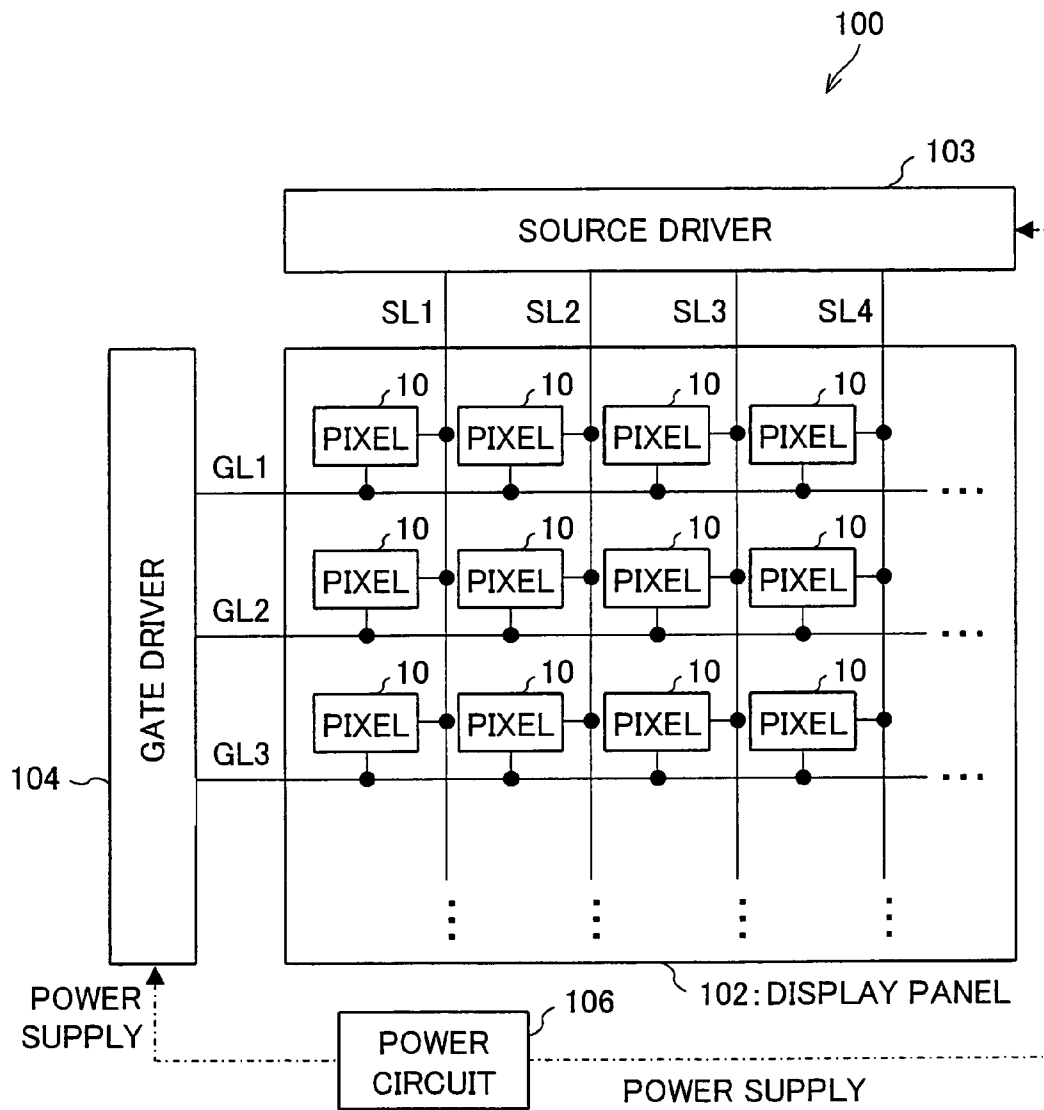 100
103
SOURCE DRIVER
SL1 SL2 SL3 SL4
10 10 10 10
PIXEL PIXEL PIXEL PIXEL
GL1
...
10 10 10 10
PIXEL PIXEL PIXEL PIXEL
GL2
...
10 10 10 10
PIXEL PIXEL PIXEL PIXEL
GL3
...
GATE DRIVER
104
102:DISPLAY PANEL
POWER
SUPPLY
106
POWER
CIRCUIT
POWER SUPPLY